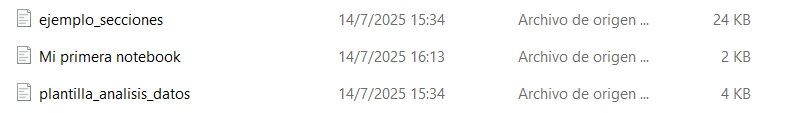 ejemplo_secciones 14/7/2025 15:34 Archivo de origen ... 24 KB
Mi primera notebook 14/7/2025 16:13 Archivo de origen ... 2 KB
plantilla_analisis_datos 14/7/2025 15:34 Archivo de origen ... 4 KB